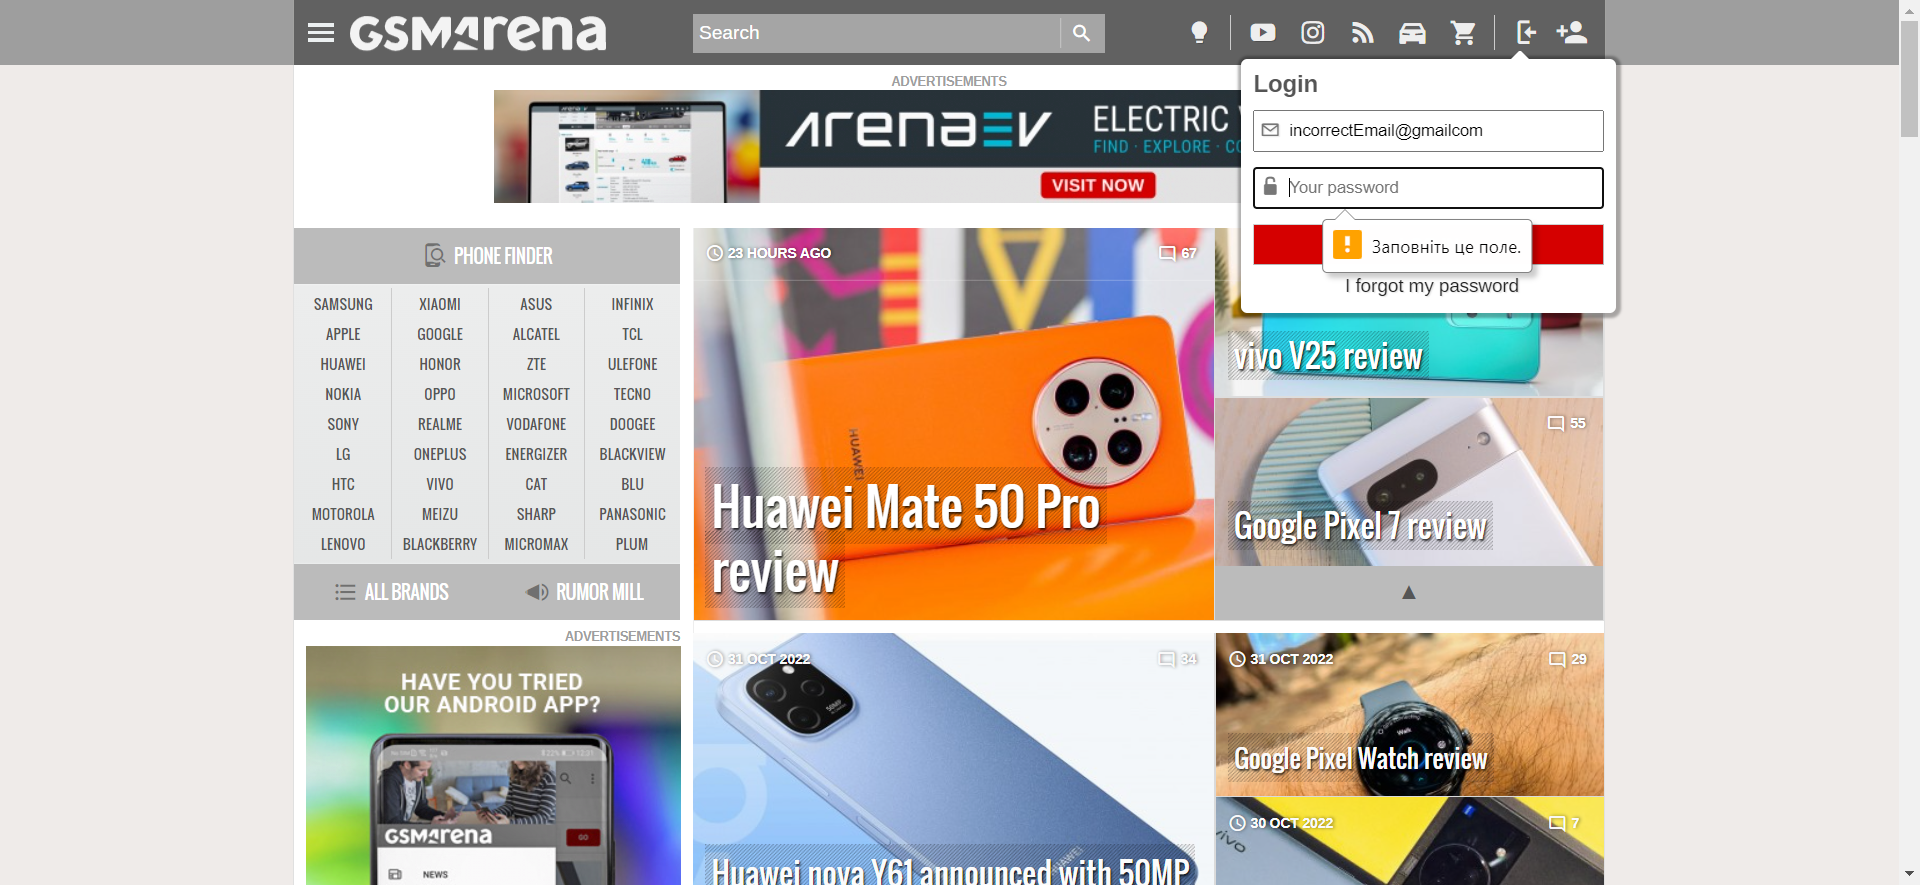 GSMArena
Search
ADVERTISEMENTS
Login
incorrectEmail@gmailcom
Your password
Заповніть це поле.
I forgot my password
arenaEV
ELECTRIC
FIND · EXPLORE · CO
VISIT NOW
PHONE FINDER
SAMSUNG XIAOMI ASUS INFINIX
APPLE GOOGLE ALCATEL TCL
HUAWEI HONOR ZTE ULEFONE
NOKIA OPPO MICROSOFT TECNO
SONY REALME VODAFONE DOOGEE
LG ONEPLUS ENERGIZER BLACKVIEW
HTC VIVO CAT BLU
MOTOROLA MEIZU SHARP PANASONIC
LENOVO BLACKBERRY MICROMAX PLUM
ALL BRANDS RUMOR MILL
23 HOURS AGO 67
HUAWEI
Huawei Mate 50 Pro
review
vivo V25 review
55
Google Pixel 7 review
▲
ADVERTISEMENTS
HAVE YOU TRIED
OUR ANDROID APP?
22% 12:21
GSMArena
GO
NEWS
31 OCT 2022 34
50MP
HUAWEI
Huawei nova Y61 announced with 50MP
31 OCT 2022 29
Walk
Google Pixel Watch review
30 OCT 2022 7
vivo